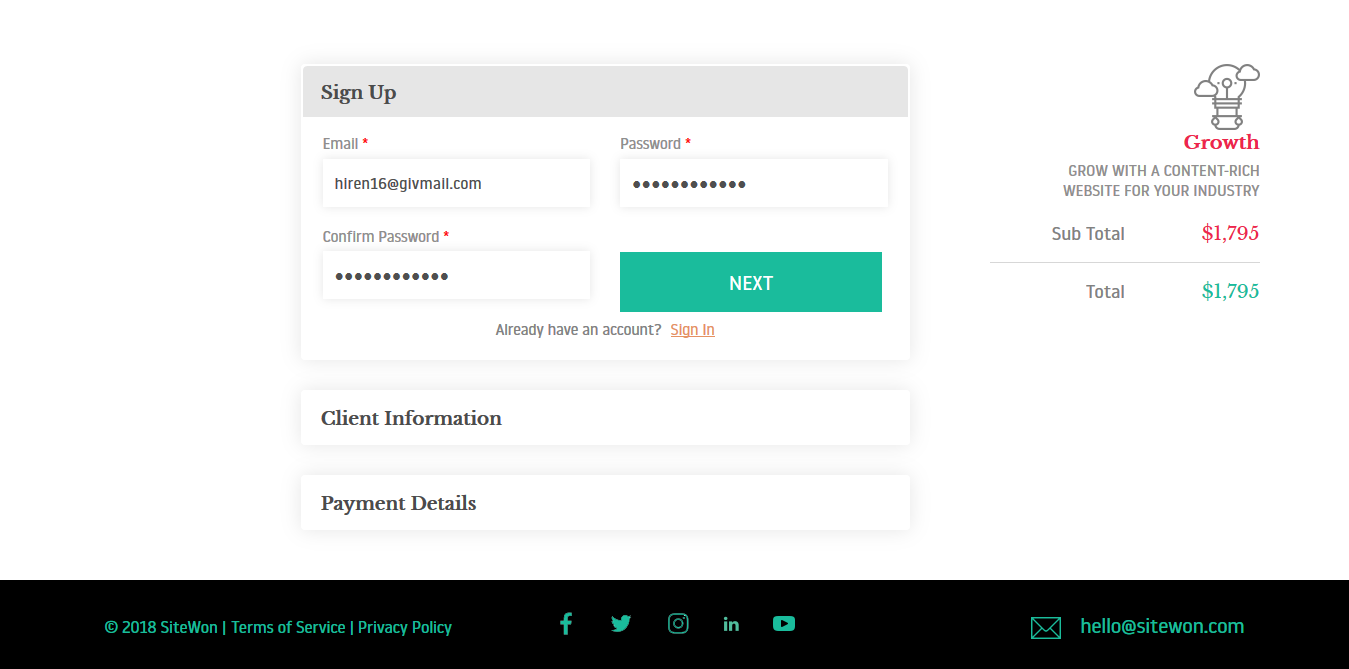 Sign Up
Email *
Password *
hiren16@givmail.com
••••••••••••
••••••••••••
Confirm Password *
NEXT
Already have an account? Sign In
Client Information
Payment Details
Growth
GROW WITH A CONTENT-RICH
WEBSITE FOR YOUR INDUSTRY
Sub Total $1,795
Total $1,795
© 2018 SiteWon | Terms of Service | Privacy Policy
hello@sitewon.com